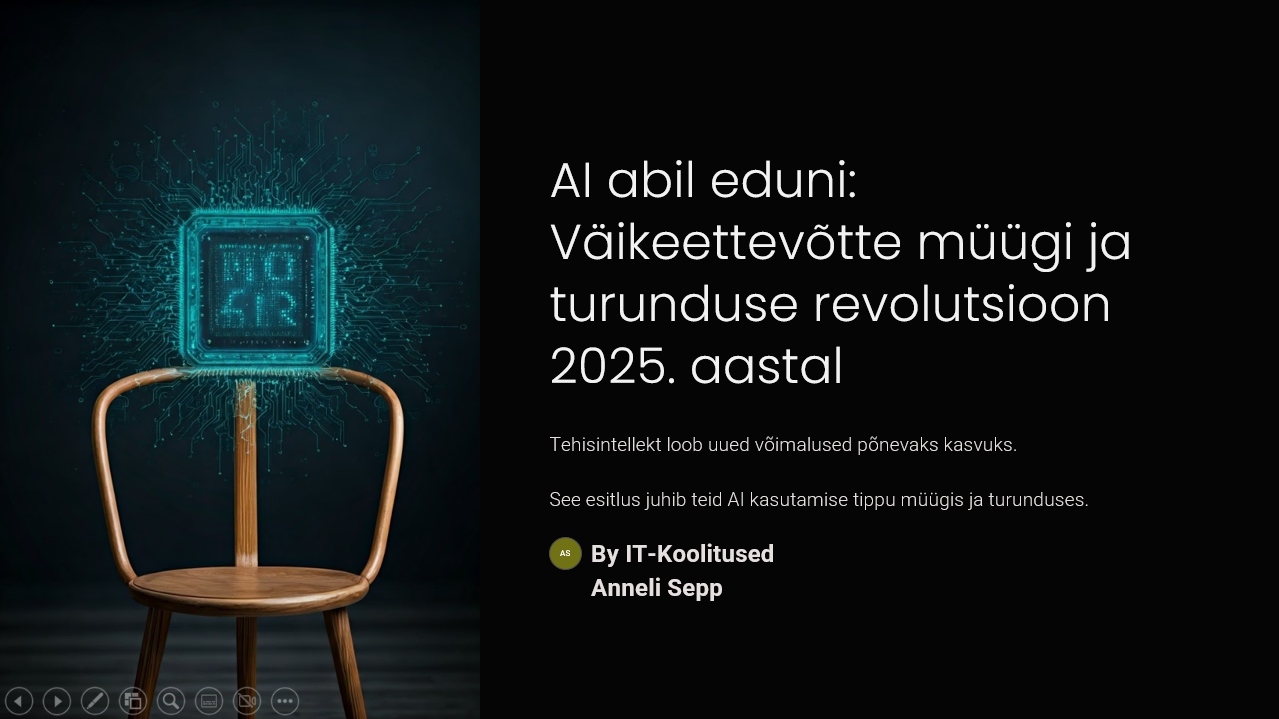 AI abil eduni:
Väikeettevõtte müügi ja
turunduse revolutsioon
2025. aastal
Tehisintellekt loob uued võimalused põnevaks kasvuks.
See esitlus juhib teid AI kasutamise tippu müügis ja turunduses.
AS
By IT-Koolitused
Anneli Sepp